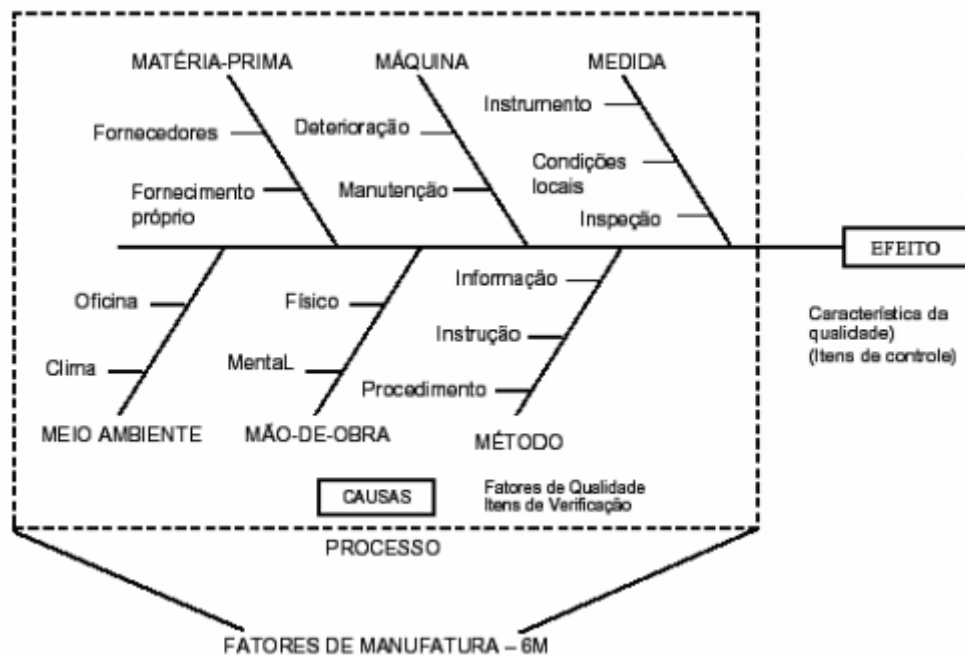 MATÉRIA-PRIMA
MÁQUINA
MEDIDA
Instrumento
Fornecedores
Deterioração
Condições
locais
Fornecimento
próprio
Manutenção
Inspeção
EFEITO
Informação
Oficina
Físico
Característica da
qualidade)
(Itens de controle)
Instrução
Clima
MentaL
Procedimento
MEIO AMBIENTE
MÃO-DE-OBRA
MÉTODO
CAUSAS
Fatores de Qualidade
Itens de Verificação
PROCESSO
FATORES DE MANUFATURA – 6M